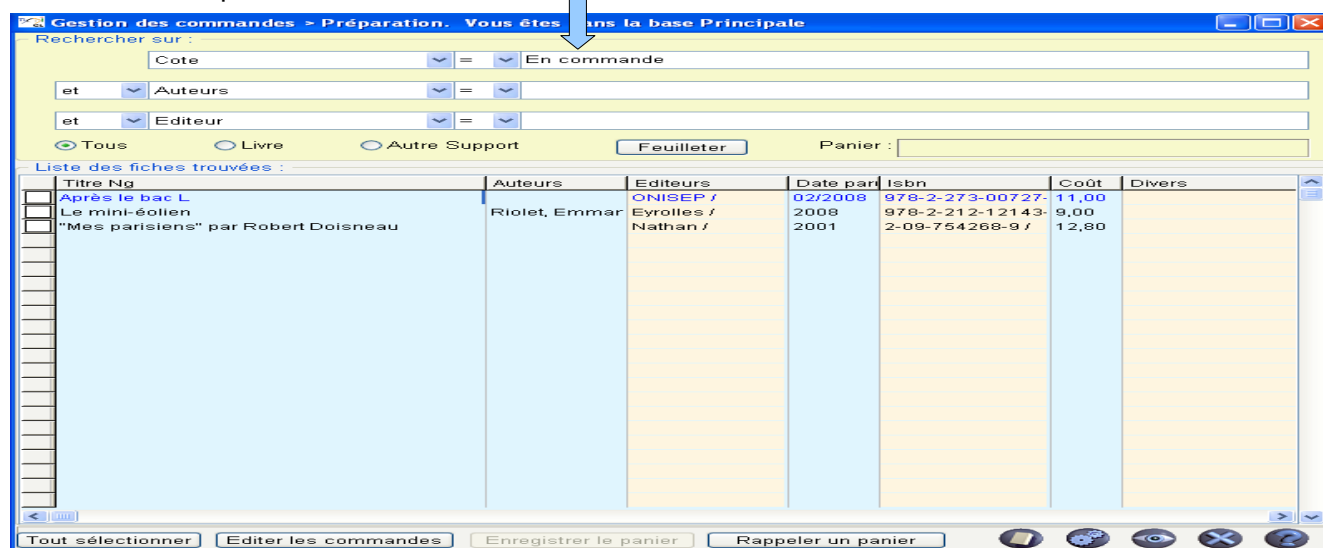 Gestion des commandes > Préparation. Vous êtes dans la base Principale
Rechercher sur :
Cote = En commande
et Auteurs =
et Editeur =
Tous Livre Autre Support Feuilleter Panier :
Liste des fiches trouvées :
Titre Ng Auteurs Editeurs Date pari Isbn Coût Divers
Après le bac L ONISEP / 02/2008 978-2-273-00727- 11,00
Le mini-éolien Riolet, Emmar Eyrolles / 2008 978-2-212-12143- 9,00
"Mes parisiens" par Robert Doisneau Nathan / 2001 2-09-754268-9 / 12,80
Tout sélectionner Editer les commandes Enregistrer le panier Rappeler un panier